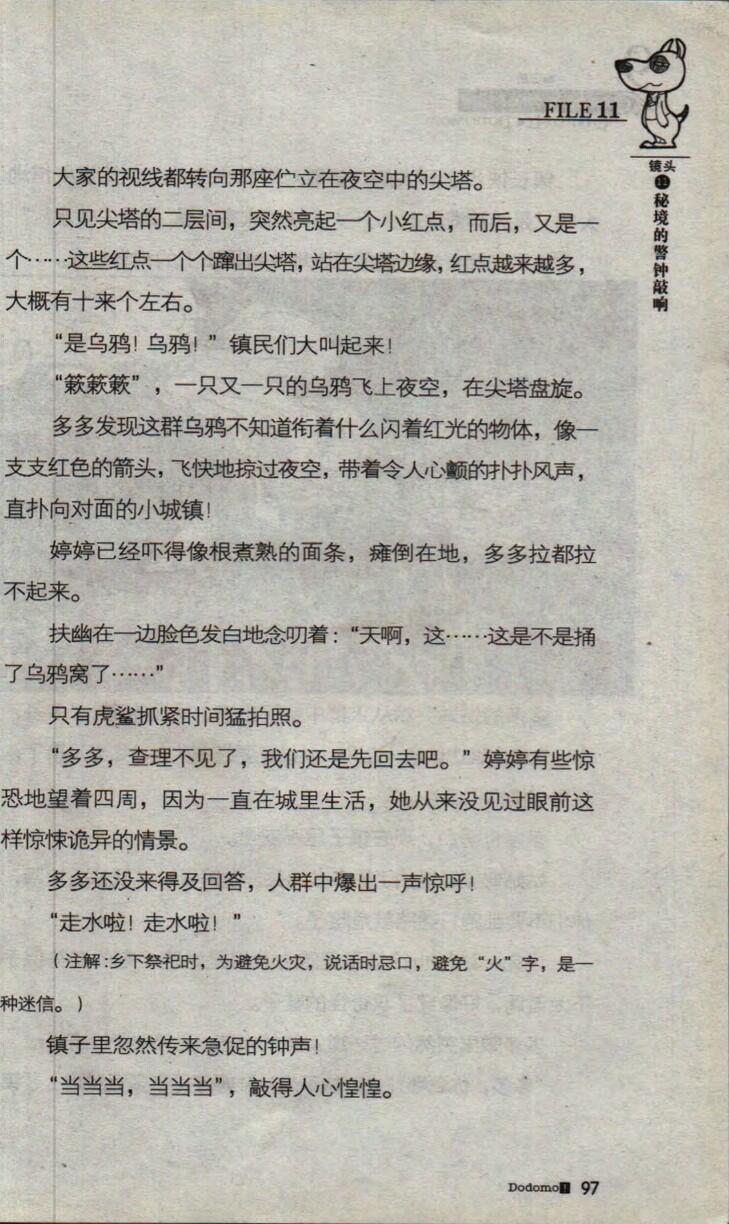 FILE 11
镜头
⑪秘境的警钟敲响
大家的视线都转向那座伫立在夜空中的尖塔。
只见尖塔的二层间，突然亮起一个小红点，而后，又是一
个……这些红点一个个蹿出尖塔，站在尖塔边缘，红点越来越多，
大概有十来个左右。
“是乌鸦！乌鸦！”镇民们大叫起来！
“簌簌簌”，一只又一只的乌鸦飞上夜空，在尖塔盘旋。
多多发现这群乌鸦不知道衔着什么闪着红光的物体，像一
支支红色的箭头，飞快地掠过夜空，带着令人心颤的扑扑风声，
直扑向对面的小城镇！
婷婷已经吓得像根煮熟的面条，瘫倒在地，多多拉都拉
不起来。
扶幽在一边脸色发白地念叨着：“天啊，这……这是不是捅
了乌鸦窝了……”
只有虎鲨抓紧时间猛拍照。
“多多，查理不见了，我们还是先回去吧。”婷婷有些惊
恐地望着四周，因为一直在城里生活，她从来没见过眼前这
样惊悚诡异的情景。
多多还没来得及回答，人群中爆出一声惊呼！
“走水啦！走水啦！”
（注解：乡下祭祀时，为避免火灾，说话时忌口，避免“火”字，是一
种迷信。）
镇子里忽然传来急促的钟声！
“当当当，当当当”，敲得人心惶惶。
Dodomo! 97